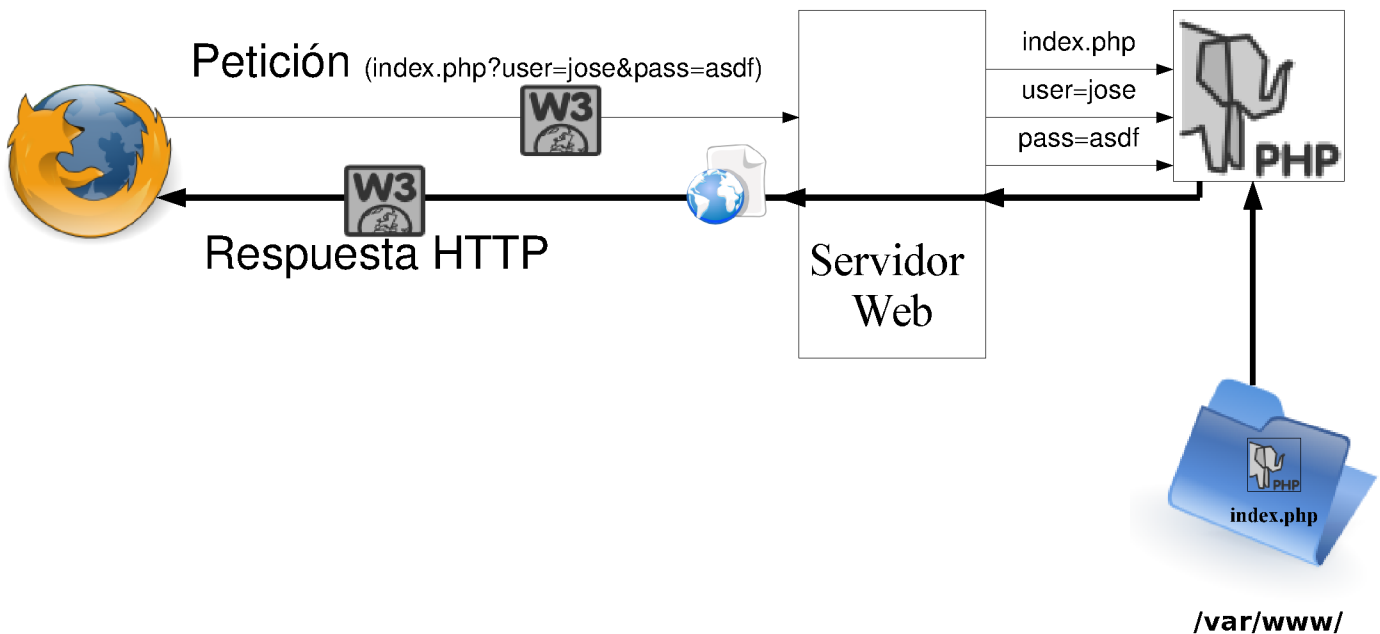 Petición (index.php?user=jose&pass=asdf)
W3
index.php
user=jose
pass=asdf
PHP
W3
Respuesta HTTP
Servidor
Web
PHP
index.php
/var/www/